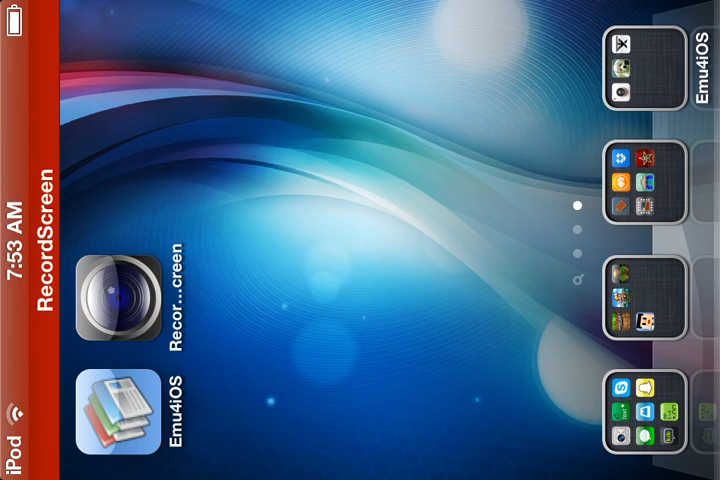 iPod 7:53 AM
RecordScreen
Emu4iOS
Recor...creen
Emu4iOS